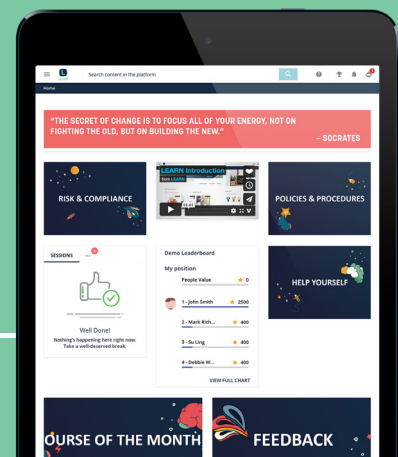 Search content in the platform
Home
"THE SECRET OF CHANGE IS TO FOCUS ALL OF YOUR ENERGY, NOT ON
FIGHTING THE OLD, BUT ON BUILDING THE NEW."
– SOCRATES
RISK & COMPLIANCE
LEARN Introduction
from LEARN
POLICIES & PROCEDURES
SESSIONS
Well Done!
Nothing's happening here right now.
Take a well-deserved break.
Demo Leaderboard
My position
People Value 0
1 - John Smith 2500
2 - Mark Rich... 400
3 - Su Ling 400
4 - Debbie W... 400
VIEW FULL CHART
HELP YOURSELF
OURSE OF THE MONTH
FEEDBACK